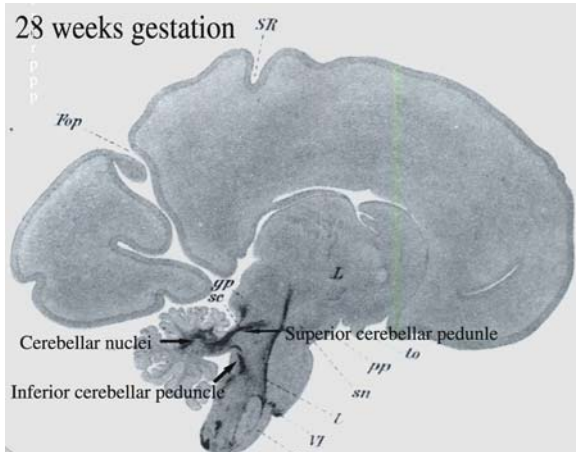 28 weeks gestation
SR
Fop
gp
sc
L
Cerebellar nuclei
Superior cerebellar pedunle
to
pp
Inferior cerebellar peduncle
sn
l
VI